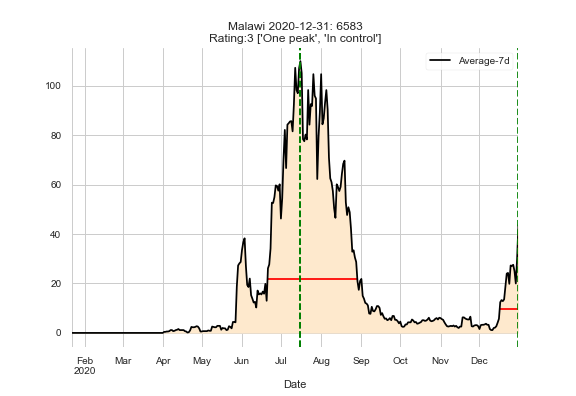 Malawi 2020-12-31: 6583
Rating:3 ['One peak', 'In control']
Average-7d
100
80
60
40
20
0
Feb Mar Apr May Jun Jul Aug Sep Oct Nov Dec
2020
Date